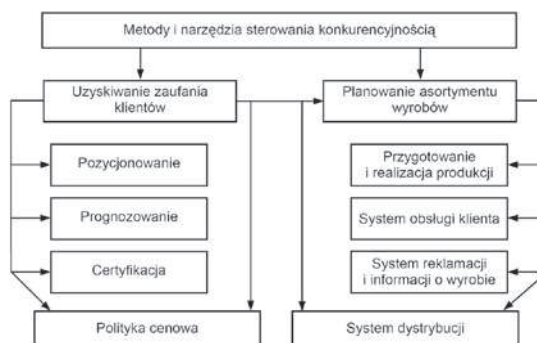 Metody i narzędzia sterowania konkurencyjnością
Uzyskiwanie zaufania
klientów
Planowanie asortymentu
wyrobów
Pozycjonowanie
Przygotowanie
i realizacja produkcji
Prognozowanie
System obsługi klienta
Certyfikacja
System reklamacji
i informacji o wyrobie
Polityka cenowa
System dystrybucji